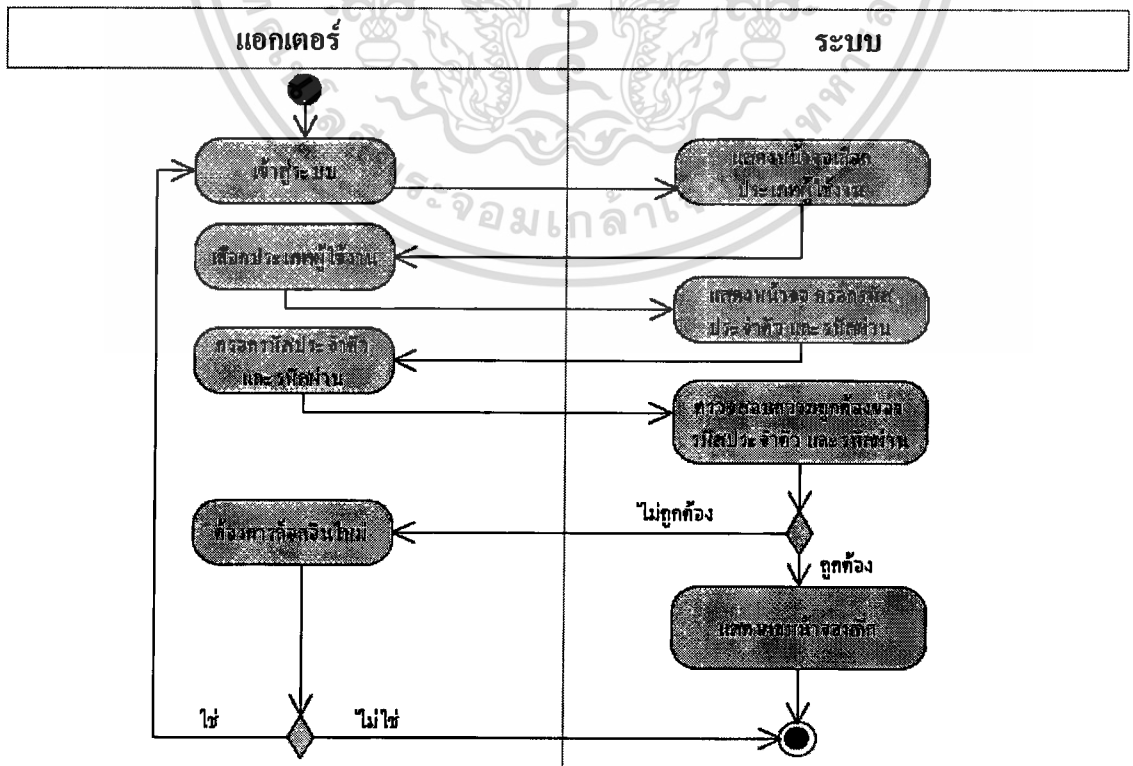 แอคเตอร์
ระบบ
เข้าสู่ระบบ
แสดงหน้าจอเลือก
ประเภทผู้ใช้งาน
เลือกประเภทผู้ใช้งาน
แสดงหน้าจอ กรอกรหัส
ประจำตัว และ รหัสผ่าน
กรอกรหัสประจำตัว
และ รหัสผ่าน
ตรวจสอบความถูกต้องของ
รหัสประจำตัว และ รหัสผ่าน
ไม่ถูกต้อง
ต้องการล็อกอินใหม่
ถูกต้อง
ใช่
ไม่ใช่